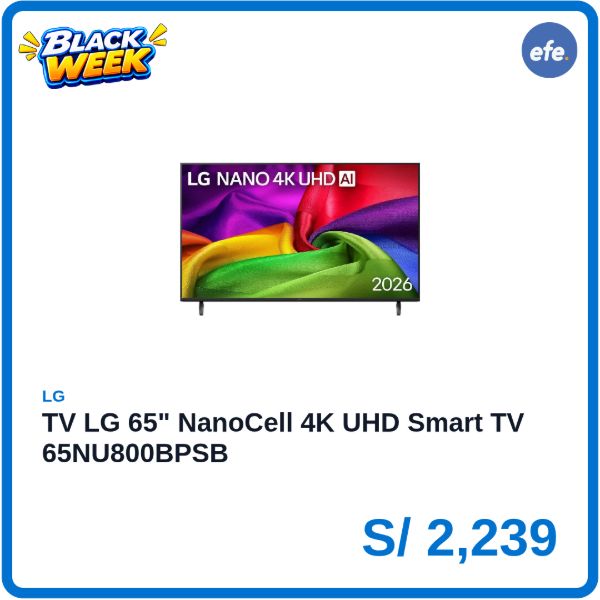 BLACK
WEEK
efe.
LG NANO 4K UHD AI
2026
LG
TV LG 65" NanoCell 4K UHD Smart TV
65NU800BPSB
S/ 2,239